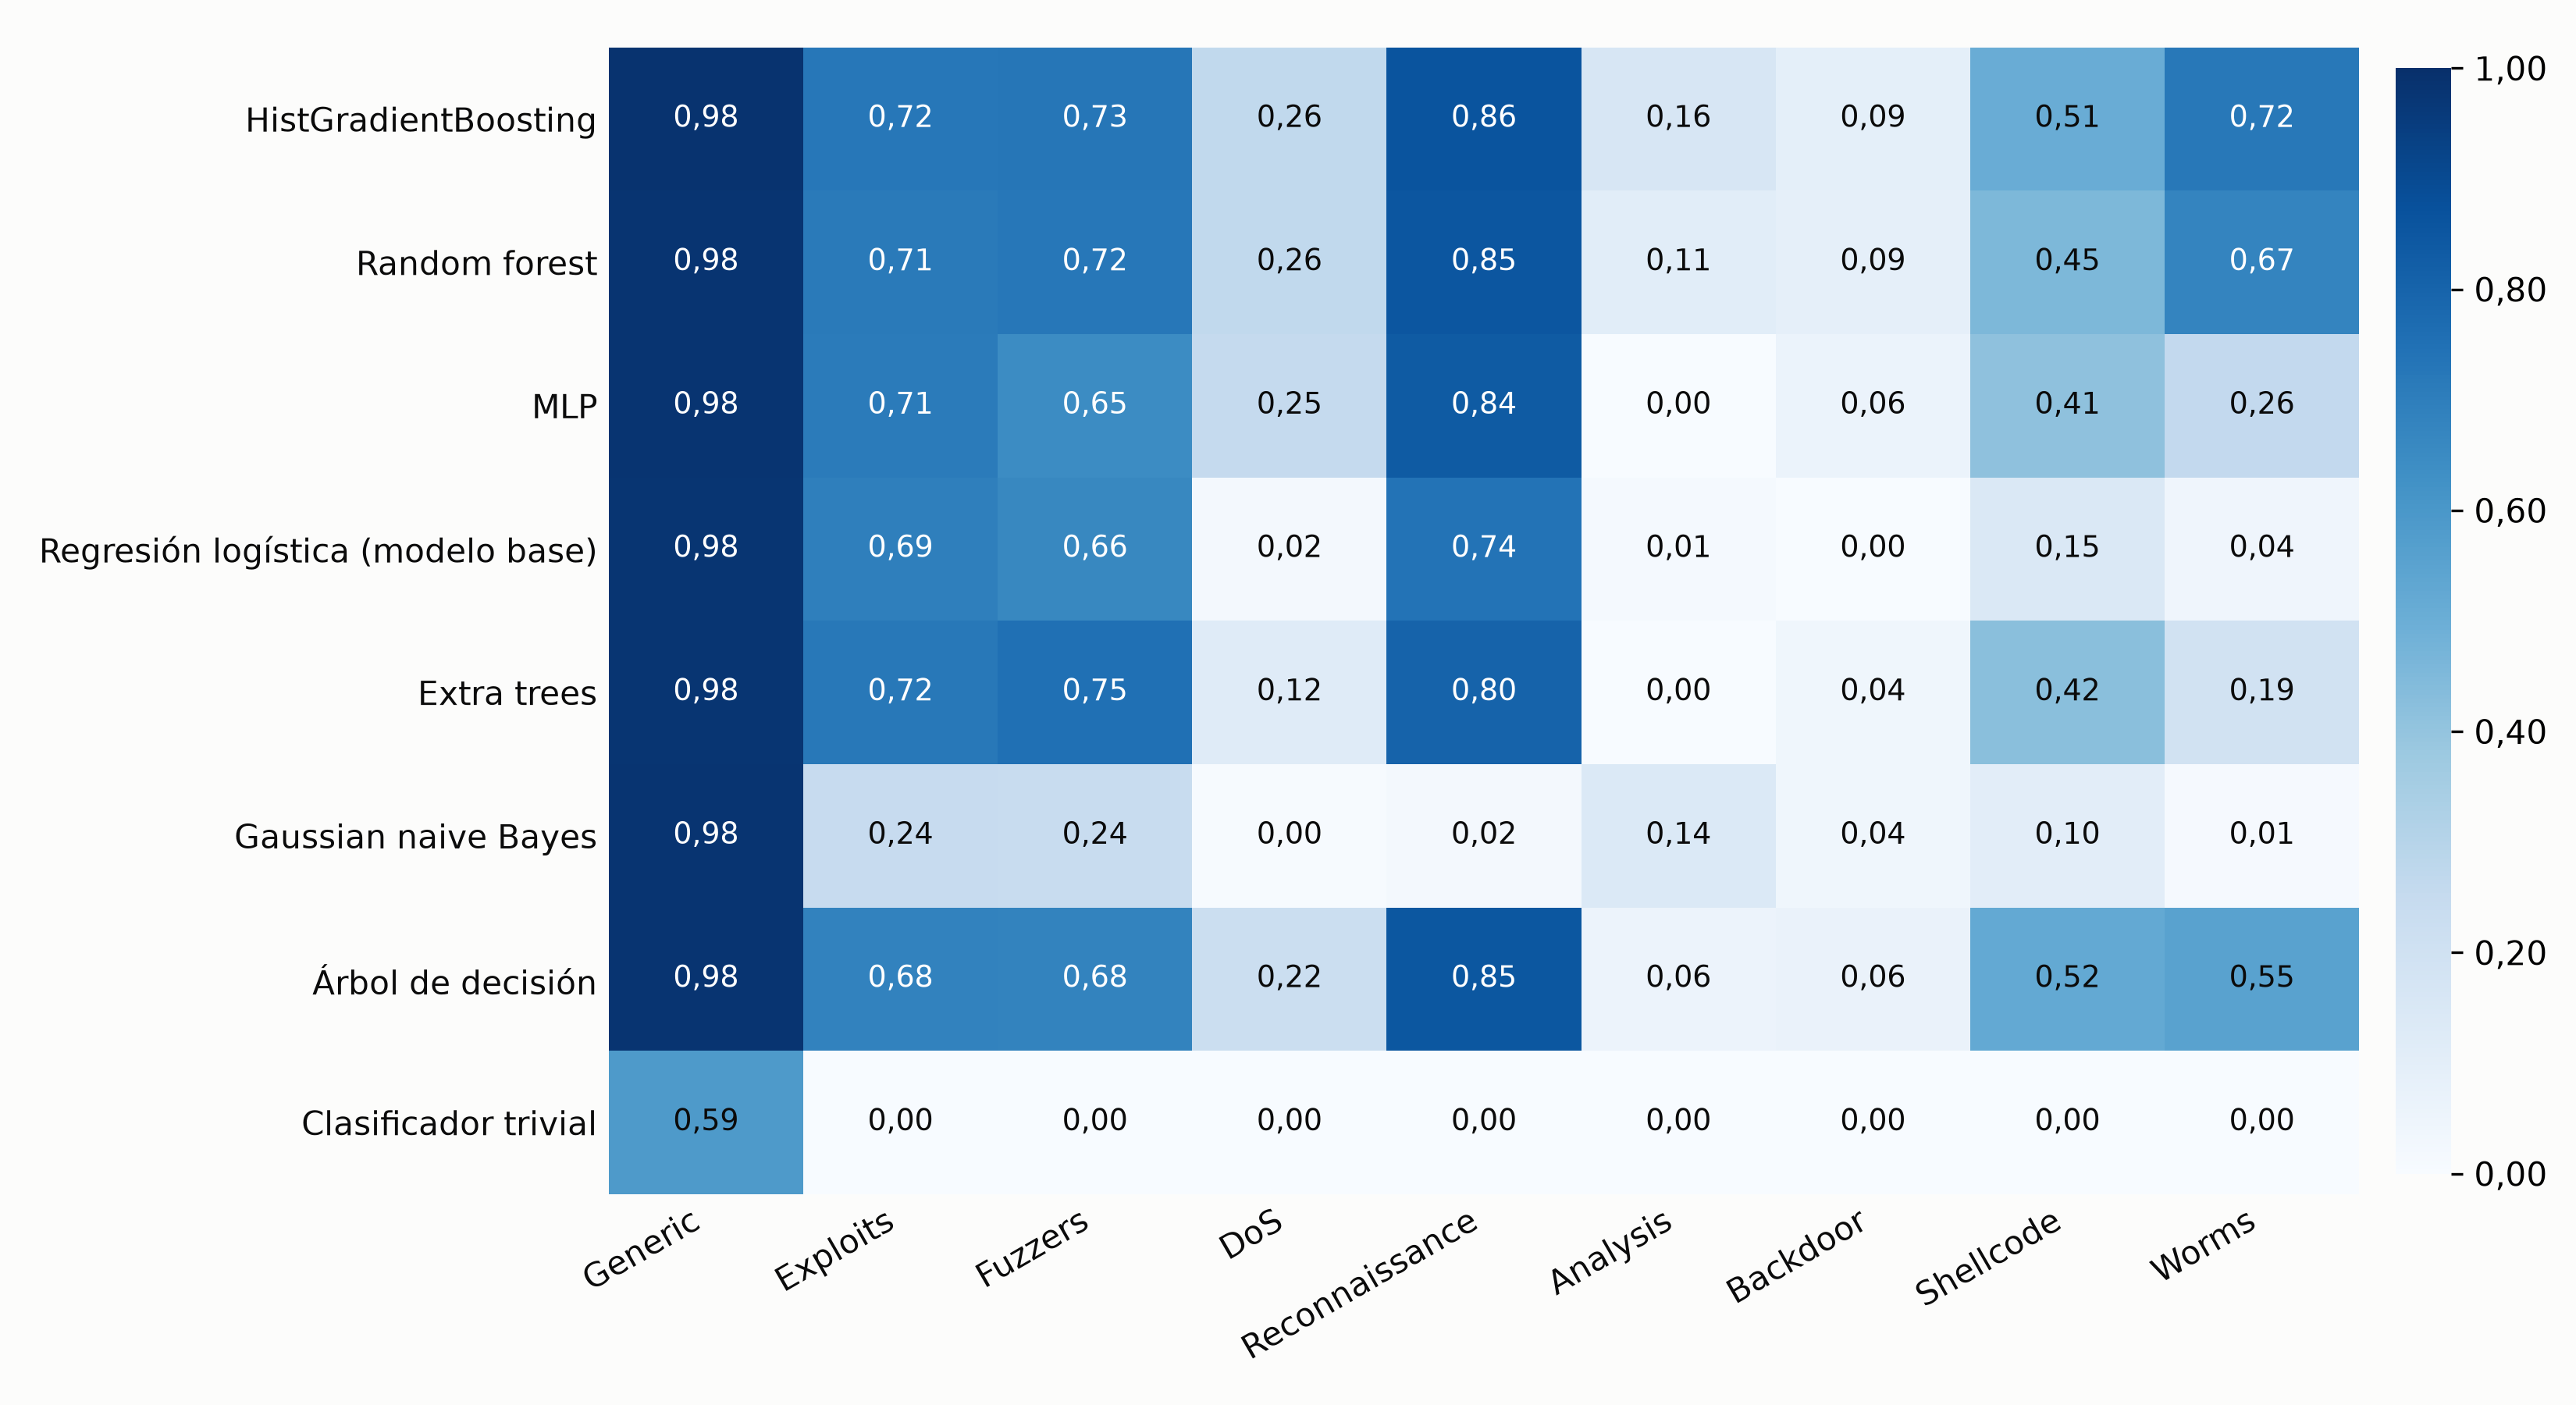 HistGradientBoosting 0,98 0,72 0,73 0,26 0,86 0,16 0,09 0,51 0,72
Random forest 0,98 0,71 0,72 0,26 0,85 0,11 0,09 0,45 0,67
MLP 0,98 0,71 0,65 0,25 0,84 0,00 0,06 0,41 0,26
Regresión logística (modelo base) 0,98 0,69 0,66 0,02 0,74 0,01 0,00 0,15 0,04
Extra trees 0,98 0,72 0,75 0,12 0,80 0,00 0,04 0,42 0,19
Gaussian naive Bayes 0,98 0,24 0,24 0,00 0,02 0,14 0,04 0,10 0,01
Árbol de decisión 0,98 0,68 0,68 0,22 0,85 0,06 0,06 0,52 0,55
Clasificador trivial 0,59 0,00 0,00 0,00 0,00 0,00 0,00 0,00 0,00
Generic Exploits Fuzzers DoS Reconnaissance Analysis Backdoor Shellcode Worms
1,00
0,80
0,60
0,40
0,20
0,00